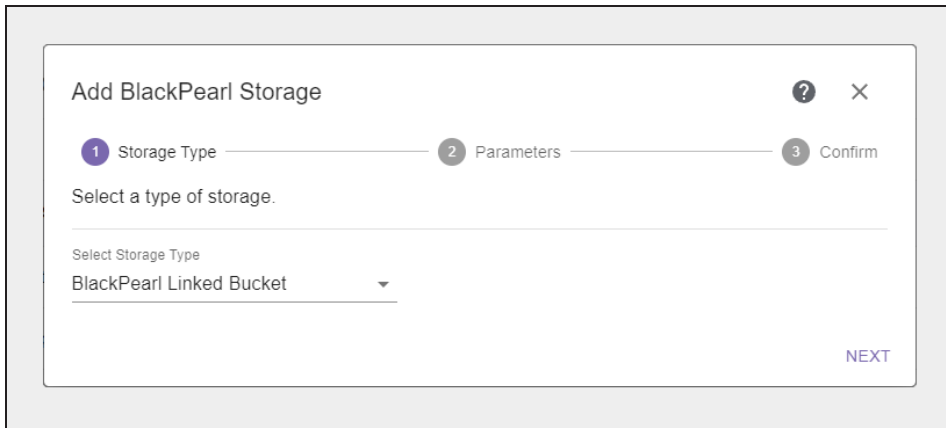 Add BlackPearl Storage
?
1 Storage Type 2 Parameters 3 Confirm
Select a type of storage.
Select Storage Type
BlackPearl Linked Bucket
NEXT